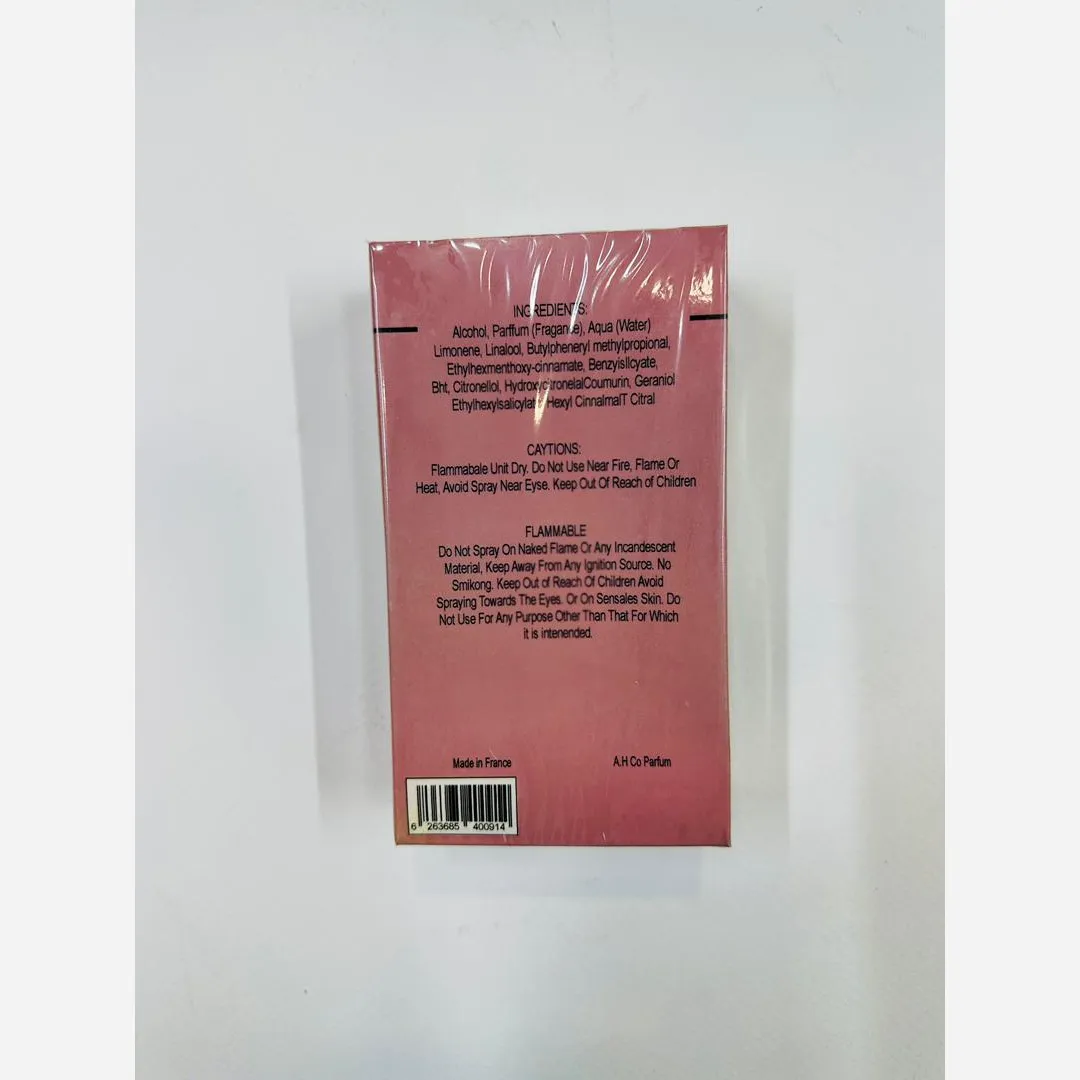 INGREDIENTS:
Alcohol, Parffum (Fragance), Aqua (Water)
Limonene, Linalool, Butylpheneryl methylpropional,
Ethylhexmenthoxy-cinnamate, Benzyisllcyate,
Bht, Citronellol, HydroxycitronelalCoumurin, Geraniol
Ethylhexylsalicylate Hexyl CinnalmalT Citral
CAYTIONS:
Flammabale Unit Dry. Do Not Use Near Fire, Flame Or
Heat, Avoid Spray Near Eyse. Keep Out Of Reach of Children
FLAMMABLE
Do Not Spray On Naked Flame Or Any Incandescent
Material, Keep Away From Any Ignition Source. No
Smikong. Keep Out of Reach Of Children Avoid
Spraying Towards The Eyes. Or On Sensales Skin. Do
Not Use For Any Purpose Other Than That For Which
it is intenended.
Made in France
A.H Co Parfum
6 263685 400914